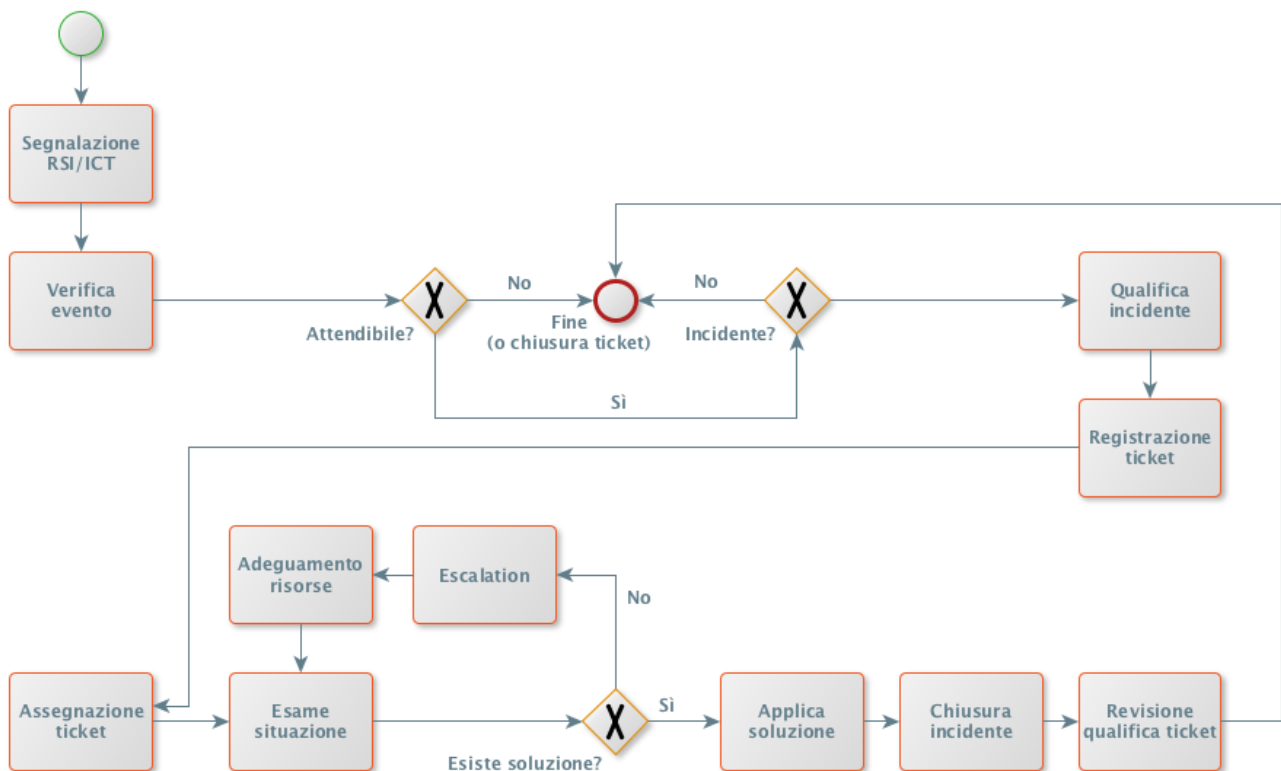 Segnalazione
RSI/ICT
Verifica
evento
Attendibile?
No
Fine
(o chiusura ticket)
No
Incidente?
Sì
Qualifica
incidente
Registrazione
ticket
Adeguamento
risorse
Escalation
No
Assegnazione
ticket
Esame
situazione
Esiste soluzione?
Sì
Applica
soluzione
Chiusura
incidente
Revisione
qualifica ticket